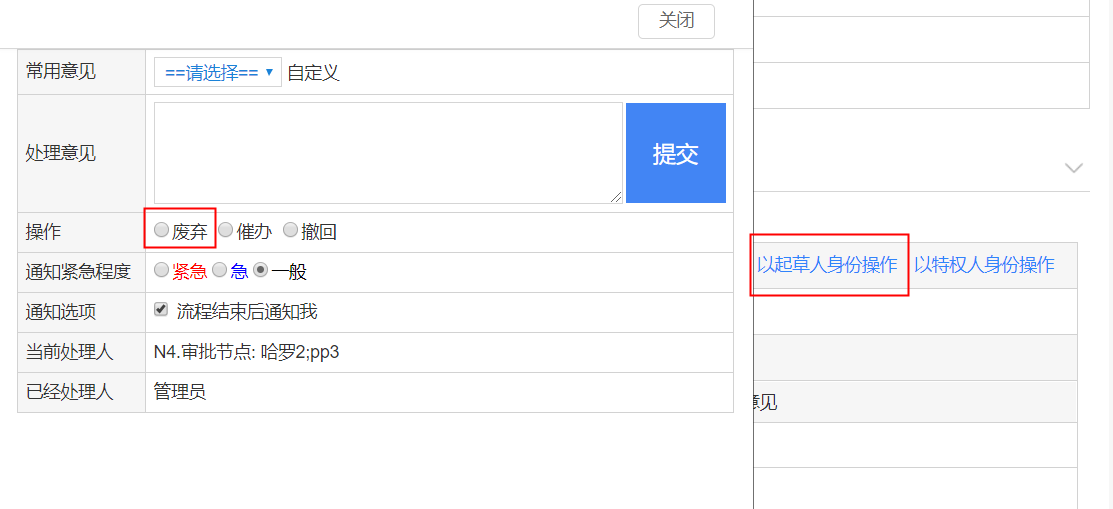 关闭
常用意见 ==请选择== 自定义
处理意见 提交
操作 废弃 催办 撤回
通知紧急程度 紧急 急 一般
通知选项 流程结束后通知我
当前处理人 N4.审批节点: 哈罗2;pp3
已经处理人 管理员
以起草人身份操作 以特权人身份操作
意见